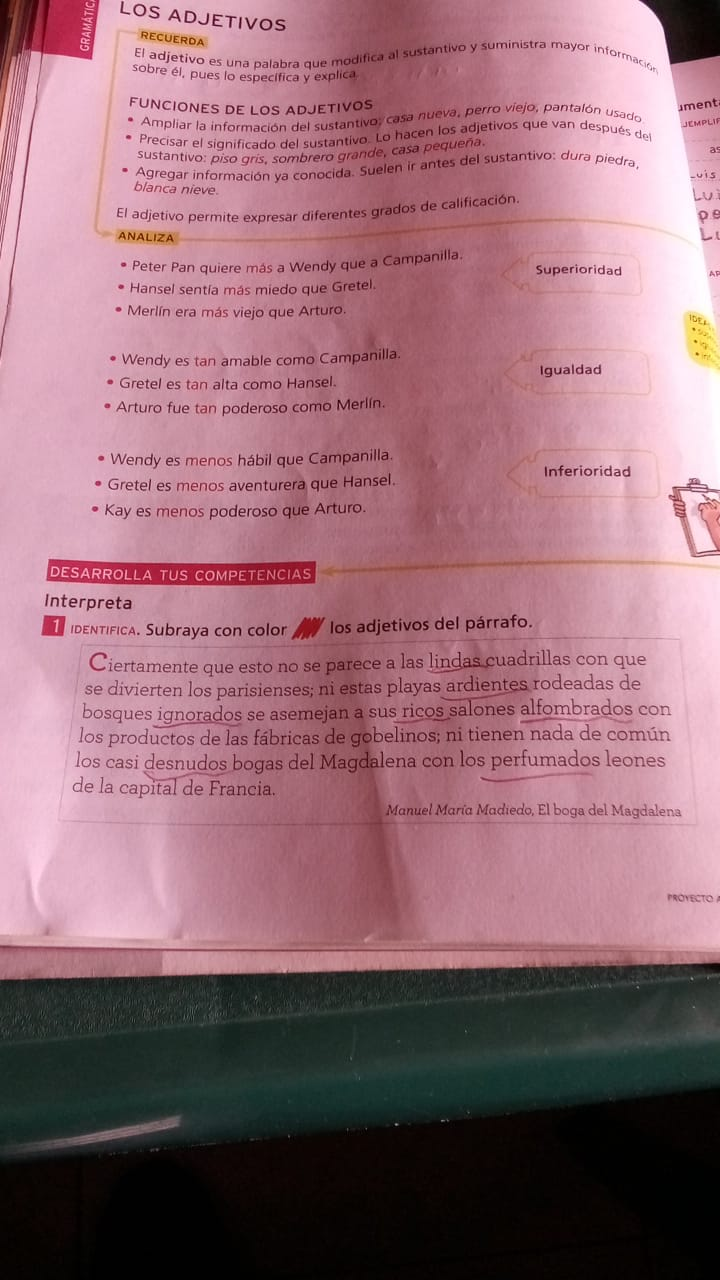 GRAMÁTICA
LOS ADJETIVOS
RECUERDA
El adjetivo es una palabra que modifica al sustantivo y suministra mayor información
sobre él, pues lo especifica y explica.
FUNCIONES DE LOS ADJETIVOS
• Ampliar la información del sustantivo: casa nueva, perro viejo, pantalón usado
• Precisar el significado del sustantivo. Lo hacen los adjetivos que van después del
sustantivo: piso gris, sombrero grande, casa pequeña.
• Agregar información ya conocida. Suelen ir antes del sustantivo: dura piedra,
blanca nieve.
El adjetivo permite expresar diferentes grados de calificación.
ANALIZA
• Peter Pan quiere más a Wendy que a Campanilla.
• Hansel sentía más miedo que Gretel.
• Merlín era más viejo que Arturo.
Superioridad
• Wendy es tan amable como Campanilla.
• Gretel es tan alta como Hansel.
• Arturo fue tan poderoso como Merlín.
Igualdad
• Wendy es menos hábil que Campanilla.
• Gretel es menos aventurera que Hansel.
• Kay es menos poderoso que Arturo.
Inferioridad
DESARROLLA TUS COMPETENCIAS
Interpreta
1 IDENTIFICA. Subraya con color los adjetivos del párrafo.
Ciertamente que esto no se parece a las lindas cuadrillas con que
se divierten los parisienses; ni estas playas ardientes rodeadas de
bosques ignorados se asemejan a sus ricos salones alfombrados con
los productos de las fábricas de gobelinos; ni tienen nada de común
los casi desnudos bogas del Magdalena con los perfumados leones
de la capital de Francia.
Manuel María Madiedo, El boga del Magdalena
PROYECTO